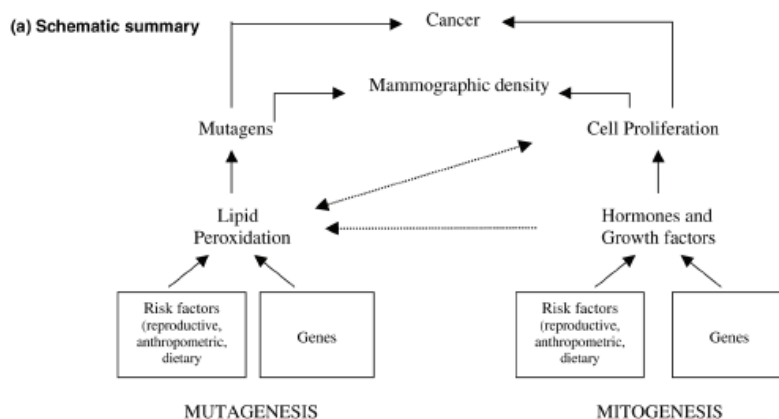 (a) Schematic summary
Cancer
Mammographic density
Mutagens
Cell Proliferation
Lipid
Peroxidation
Hormones and
Growth factors
Risk factors
(reproductive,
anthropometric,
dietary
Genes
Risk factors
(reproductive,
anthropometric,
dietary
Genes
MUTAGENESIS
MITOGENESIS